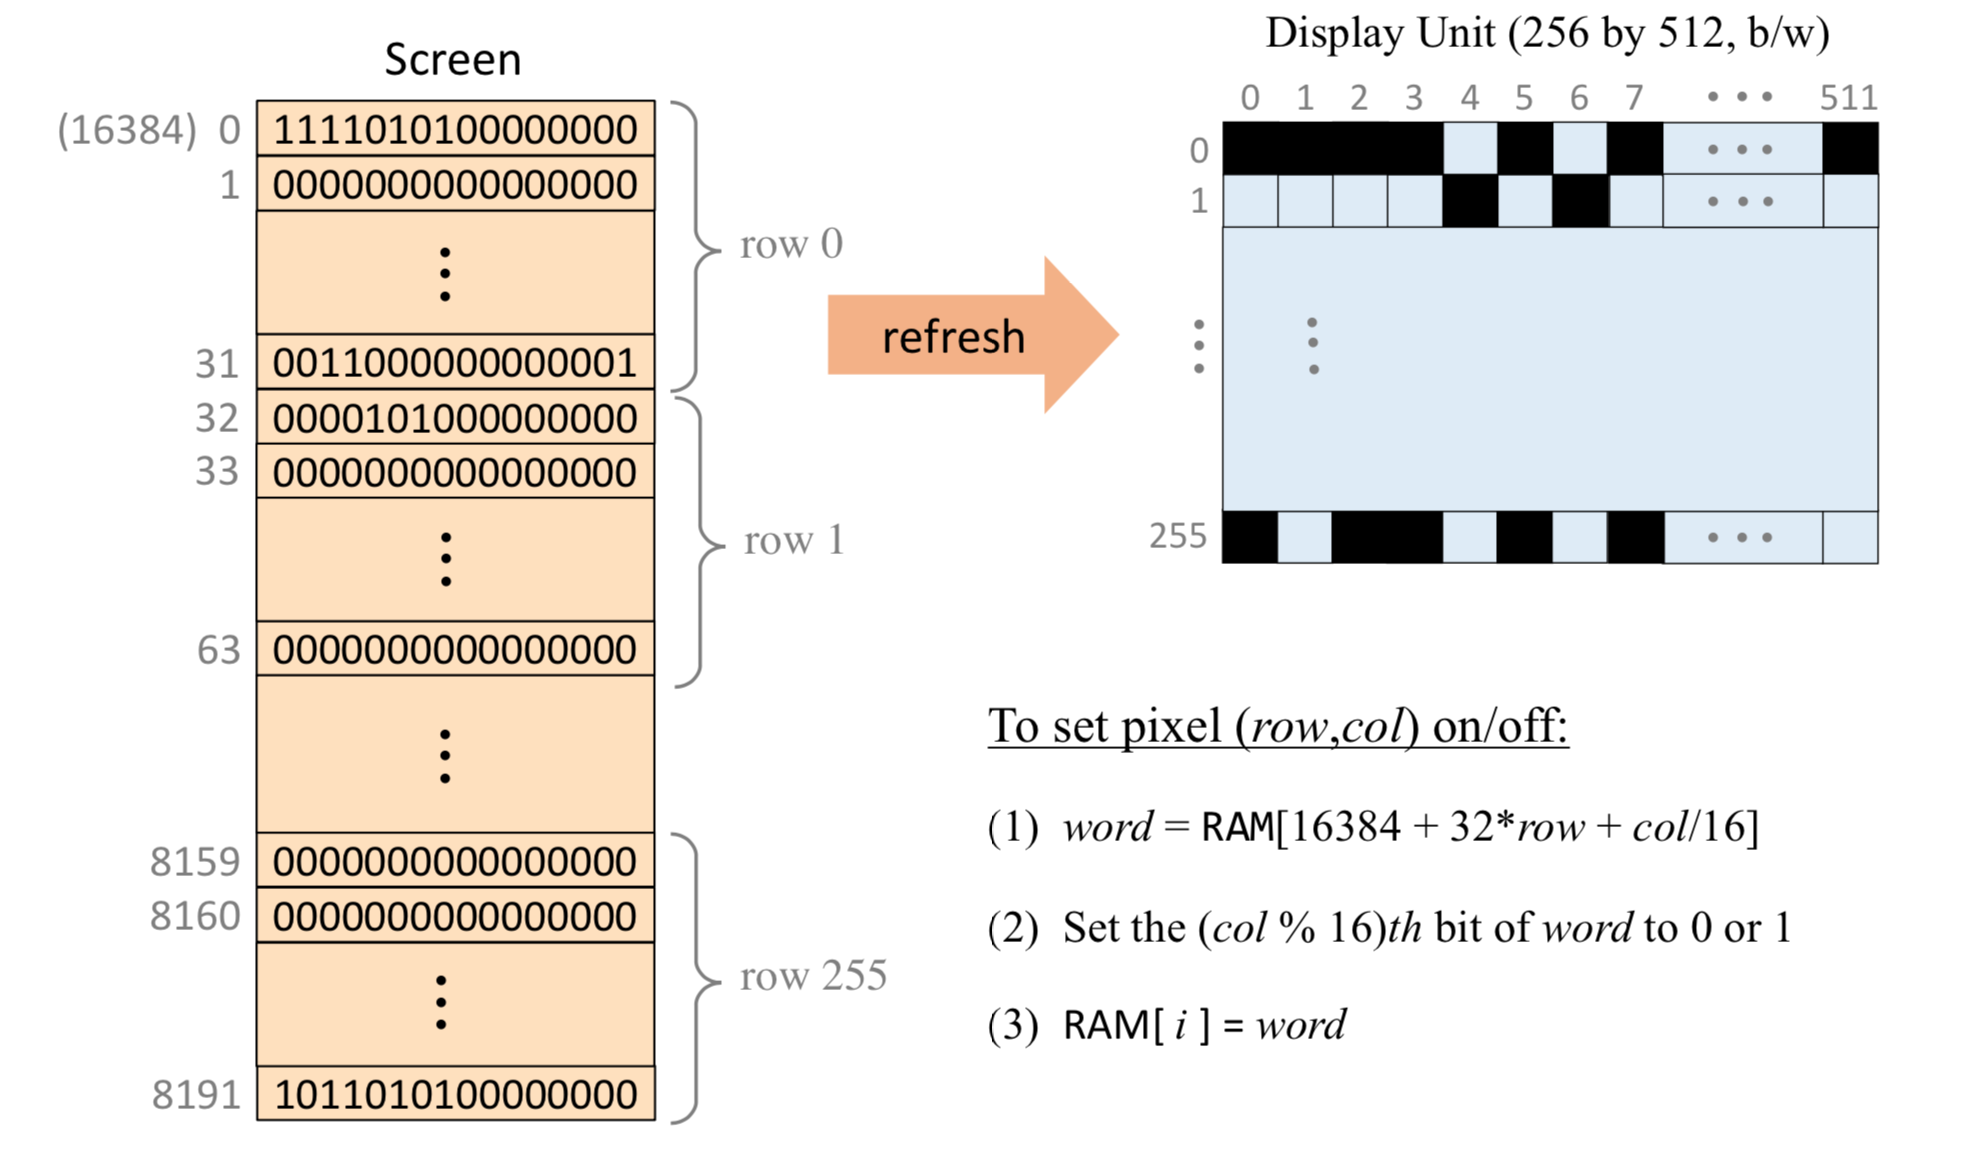 Screen
(16384) 0 1111010100000000
1 0000000000000000
31 0011000000000001
row 0
32 0000101000000000
33 0000000000000000
63 0000000000000000
row 1
8159 0000000000000000
8160 0000000000000000
8191 1011010100000000
row 255
refresh
Display Unit (256 by 512, b/w)
0 1 2 3 4 5 6 7 • • • 511
0 • • •
1 • • •
255 • • •
To set pixel (row,col) on/off:
(1) word = RAM[16384 + 32*row + col/16]
(2) Set the (col % 16)th bit of word to 0 or 1
(3) RAM[ i ] = word